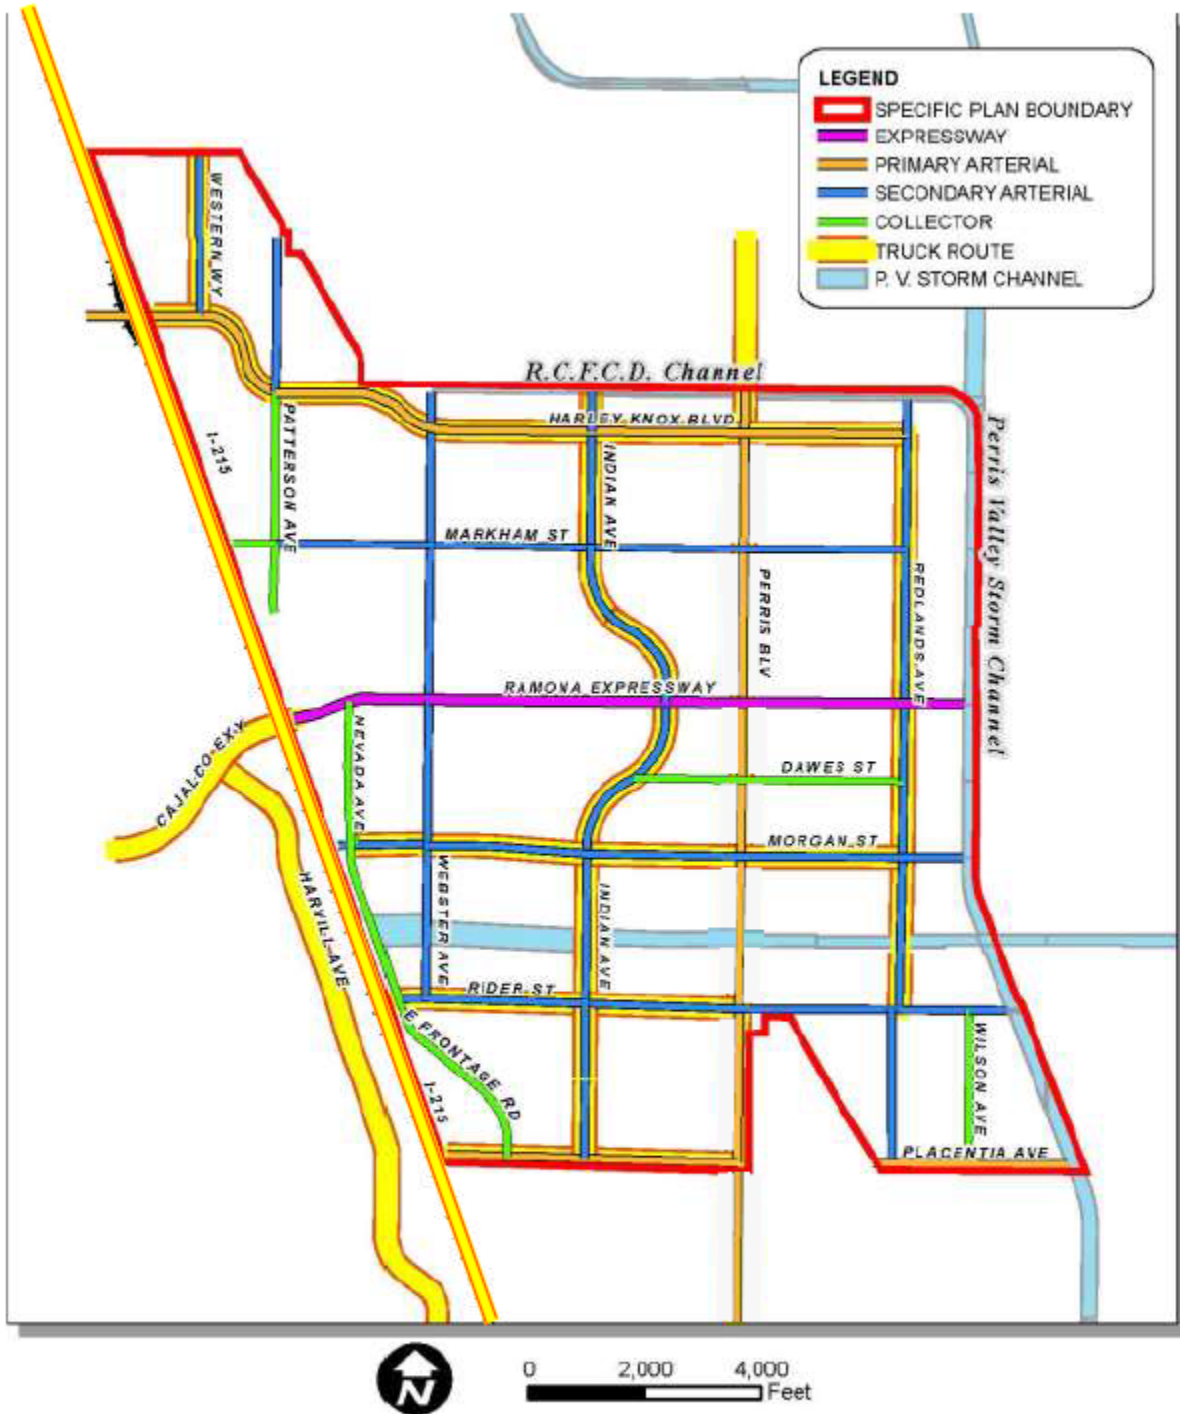 LEGEND
SPECIFIC PLAN BOUNDARY
EXPRESSWAY
PRIMARY ARTERIAL
SECONDARY ARTERIAL
COLLECTOR
TRUCK ROUTE
P. V. STORM CHANNEL
WESTERN WY
R.C.F.C.D. Channel
HARLEY KNOX BLVD
PATTERSON AVE
I-215
INDIAN AVE
Perris Valley Storm Channel
MARKHAM ST
PERRIS BLV
REDLANDS AVE
RAMONA EXPRESSWAY
CAJALCO EXY
NEVADA AVE
DAWES ST
MORGAN ST
WEBSTER AVE
HARVILL AVE
INDIAN AVE
RIDER ST
E FRONTAGE RD
WILSON AVE
I-215
PLACENTIA AVE
N
0 2,000 4,000
Feet